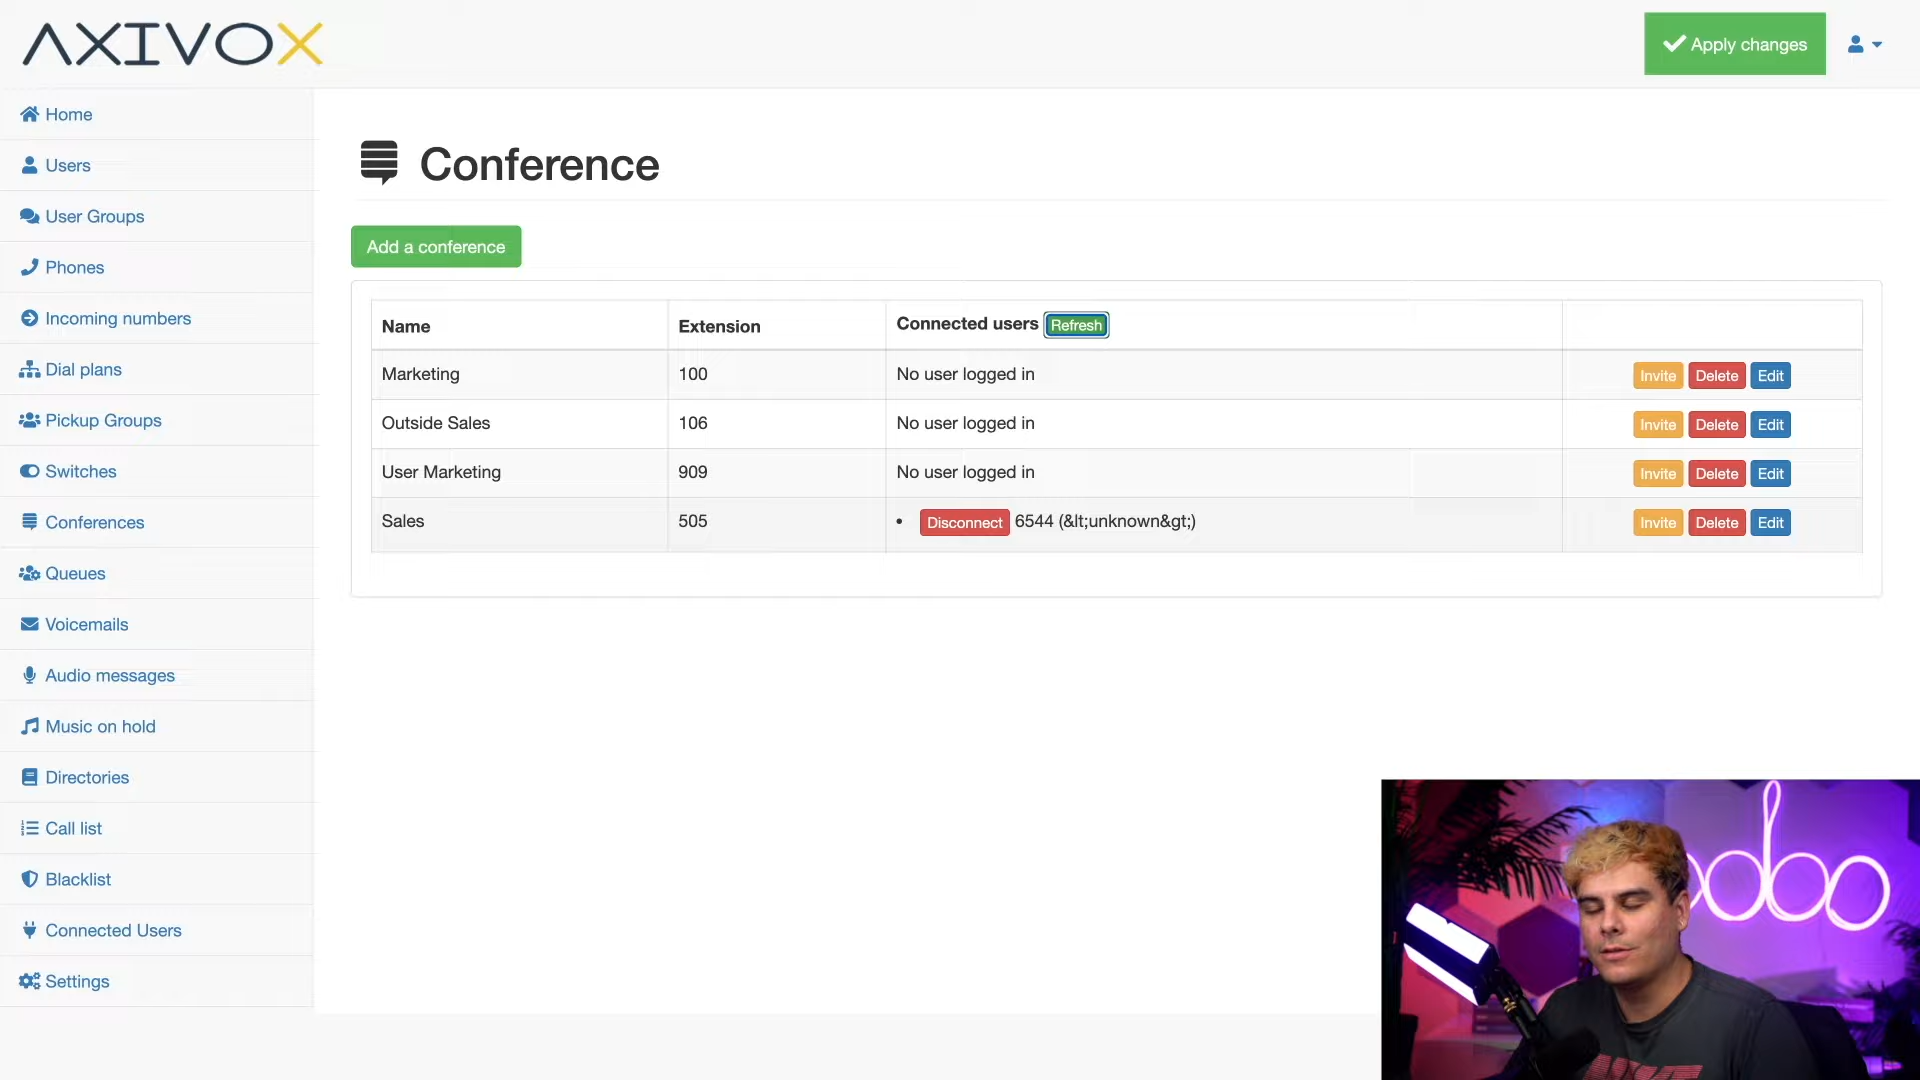 AXIVOX
Apply changes
Home
Users
User Groups
Phones
Incoming numbers
Dial plans
Pickup Groups
Switches
Conferences
Queues
Voicemails
Audio messages
Music on hold
Directories
Call list
Blacklist
Connected Users
Settings
Conference
Add a conference
Name Extension Connected users Refresh
Marketing 100 No user logged in Invite Delete Edit
Outside Sales 106 No user logged in Invite Delete Edit
User Marketing 909 No user logged in Invite Delete Edit
Sales 505 • Disconnect 6544 (&lt;unknown&gt;) Invite Delete Edit